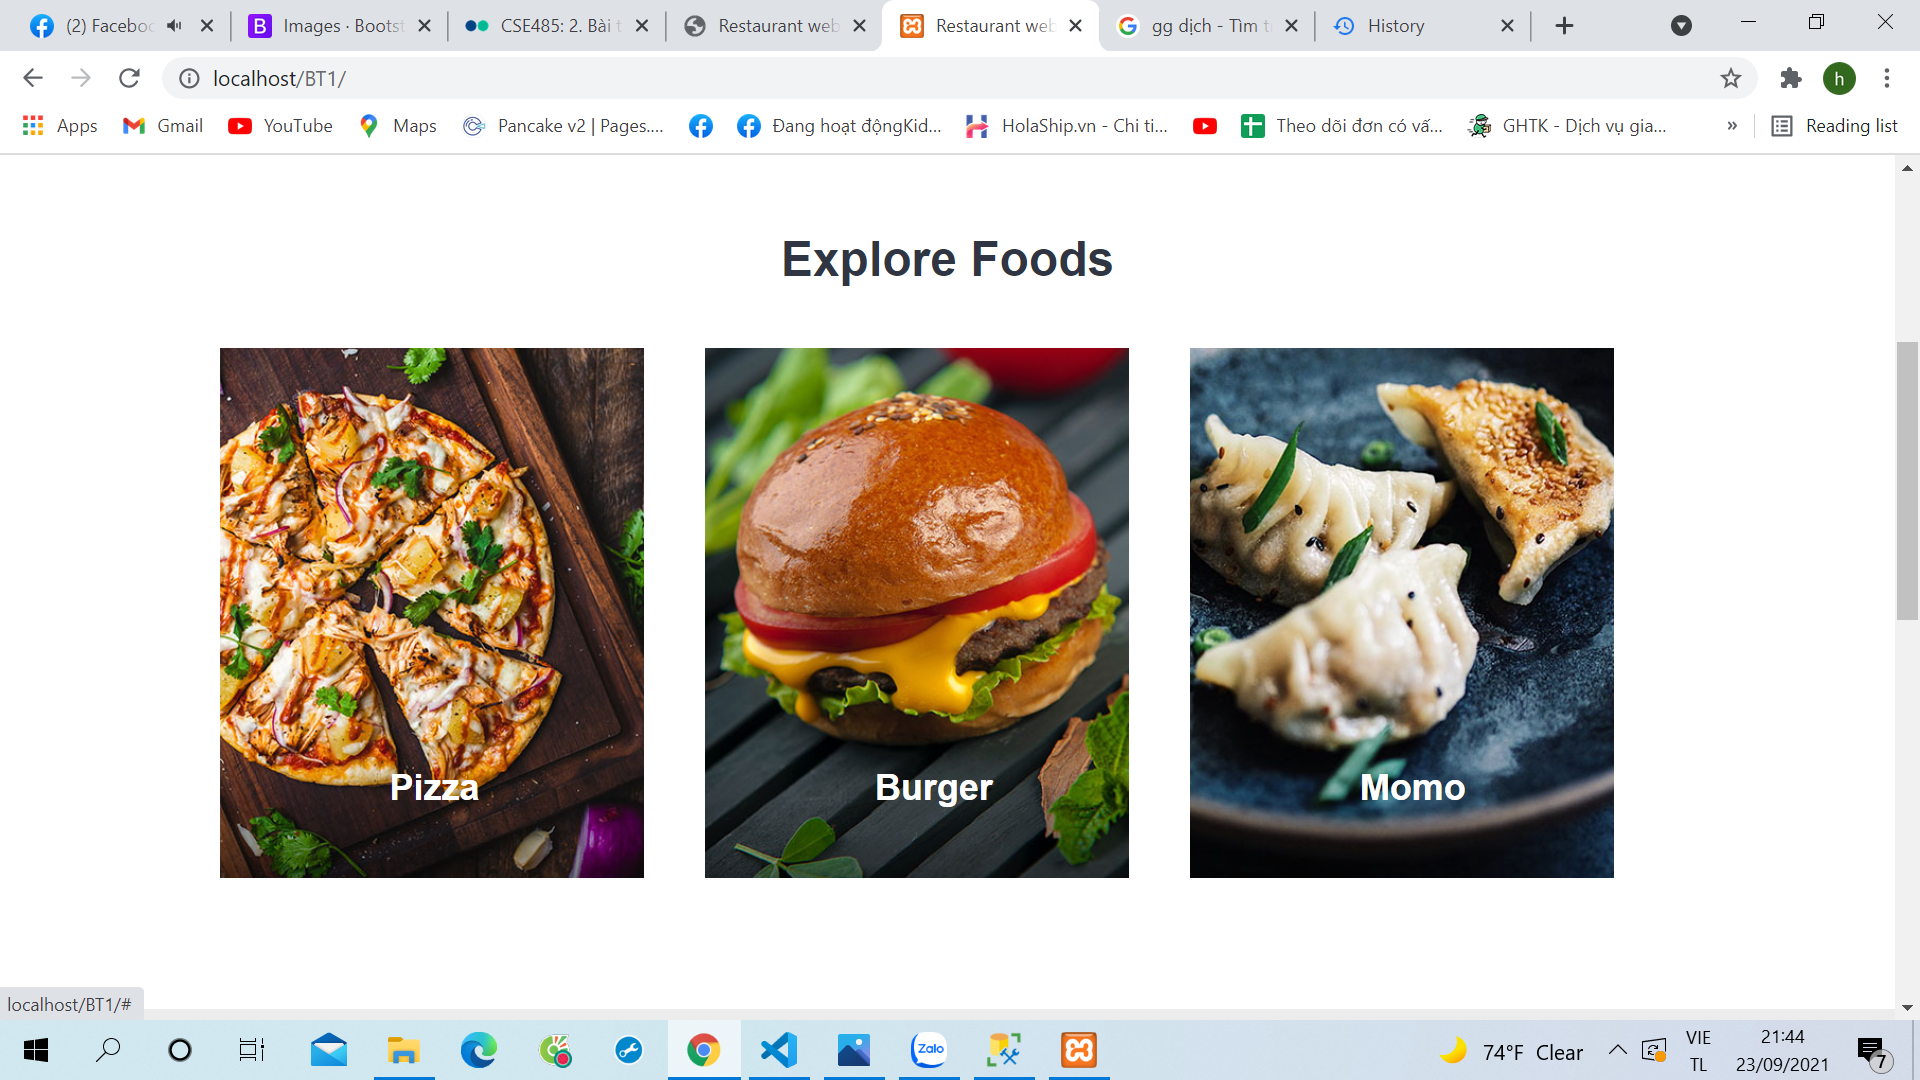 (2) Faceboo
Images · Bootst
CSE485: 2. Bài t
Restaurant web
Restaurant web
gg dịch - Tìm t
History
localhost/BT1/
h
Apps
Gmail
YouTube
Maps
Pancake v2 | Pages....
Đang hoạt độngKid...
HolaShip.vn - Chi ti...
Theo dõi đơn có vấ...
GHTK - Dịch vụ gia...
»
Reading list
Explore Foods
Pizza
Burger
Momo
localhost/BT1/#
Zalo
74°F Clear
VIE
TL
21:44
23/09/2021
7